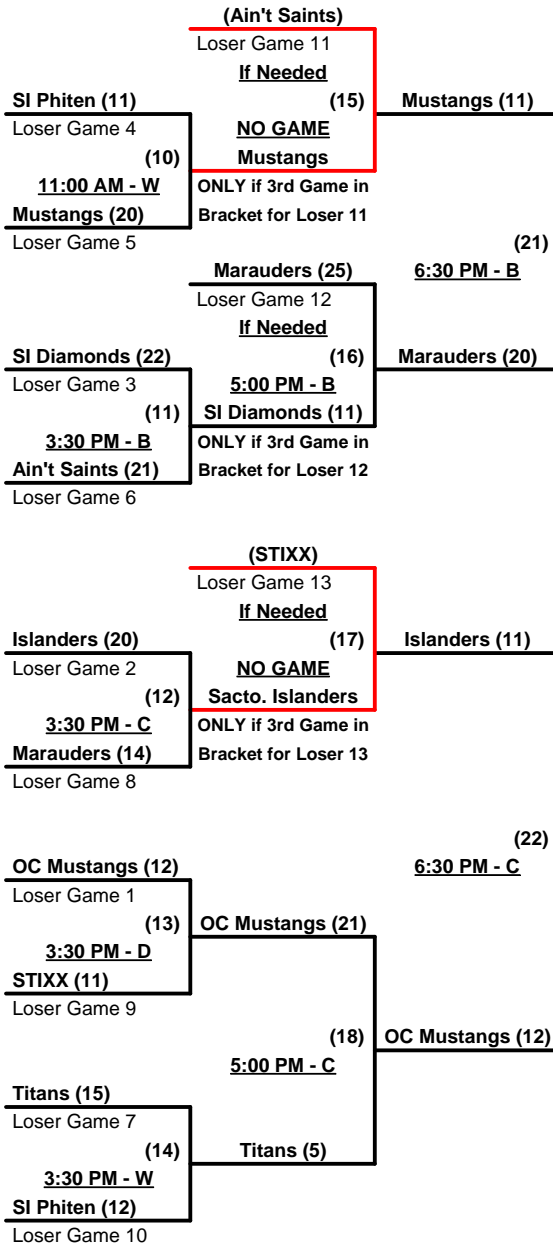 (Ain't Saints)
Loser Game 11
If Needed
SI Phiten (11)
(15)
Mustangs (11)
Loser Game 4
NO GAME
(10)
Mustangs
11:00 AM - W
ONLY if 3rd Game in
Mustangs (20)
Bracket for Loser 11
Loser Game 5
(21)
Marauders (25)
6:30 PM - B
Loser Game 12
If Needed
SI Diamonds (22)
(16)
Marauders (20)
Loser Game 3
5:00 PM - B
(11)
SI Diamonds (11)
3:30 PM - B
ONLY if 3rd Game in
Ain't Saints (21)
Bracket for Loser 12
Loser Game 6
(STIXX)
Loser Game 13
If Needed
Islanders (20)
(17)
Islanders (11)
Loser Game 2
NO GAME
(12)
Sacto. Islanders
3:30 PM - C
ONLY if 3rd Game in
Marauders (14)
Bracket for Loser 13
Loser Game 8
(22)
OC Mustangs (12)
6:30 PM - C
Loser Game 1
(13)
OC Mustangs (21)
3:30 PM - D
STIXX (11)
Loser Game 9
(18)
OC Mustangs (12)
5:00 PM - C
Titans (15)
Loser Game 7
(14)
Titans (5)
3:30 PM - W
SI Phiten (12)
Loser Game 10